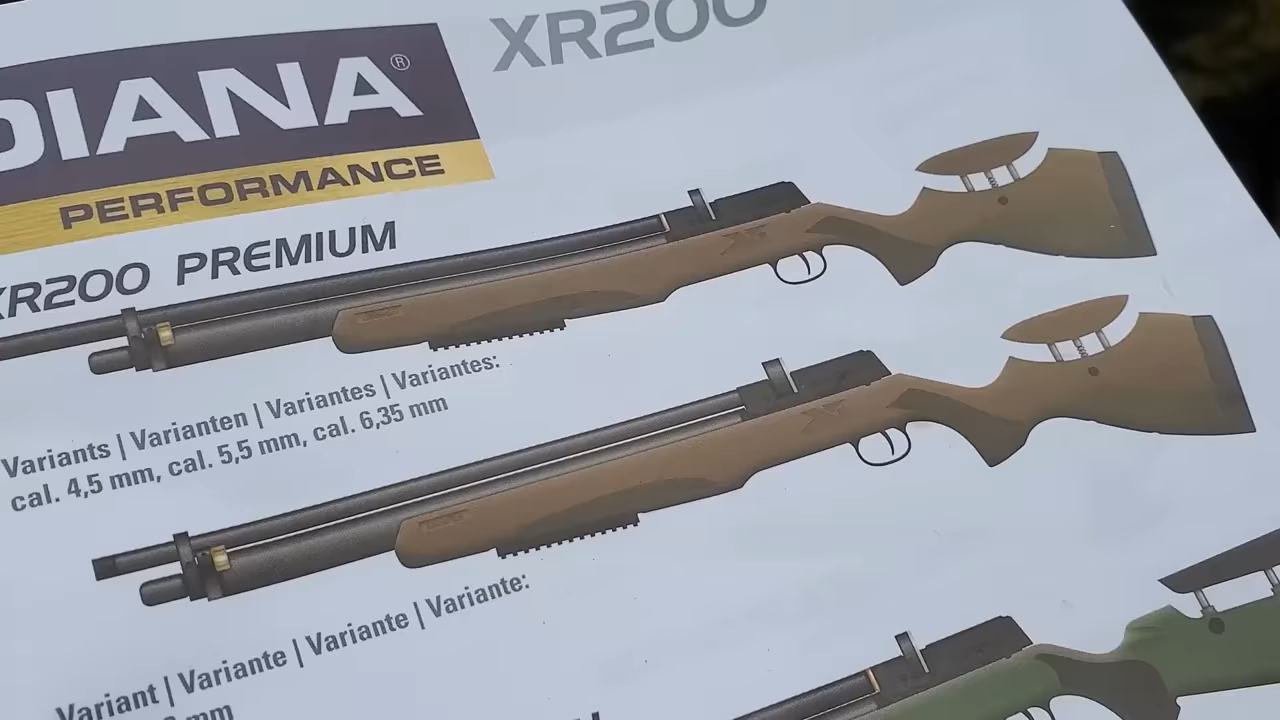 XR200
DIANA®
PERFORMANCE
XR200 PREMIUM
Variants | Varianten | Variantes | Variantes:
cal. 4,5 mm, cal. 5,5 mm, cal. 6,35 mm
Variant | Variante | Variante | Variante:
mm